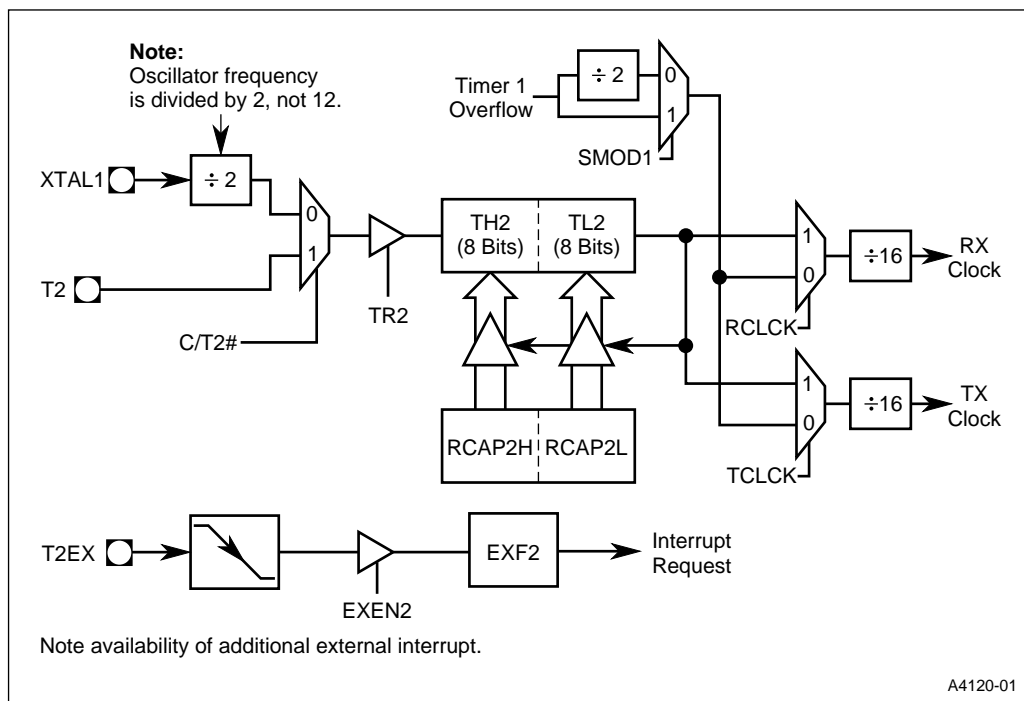 Note:
Oscillator frequency
is divided by 2, not 12.
XTAL1
÷ 2
0
1
T2
C/T2#
TR2
Timer 1
Overflow
÷ 2
0
1
SMOD1
TH2
(8 Bits)
TL2
(8 Bits)
RCAP2H
RCAP2L
1
0
÷16
RX
Clock
RCLCK
1
0
÷16
TX
Clock
TCLCK
T2EX
EXEN2
EXF2
Interrupt
Request
Note availability of additional external interrupt.
A4120-01